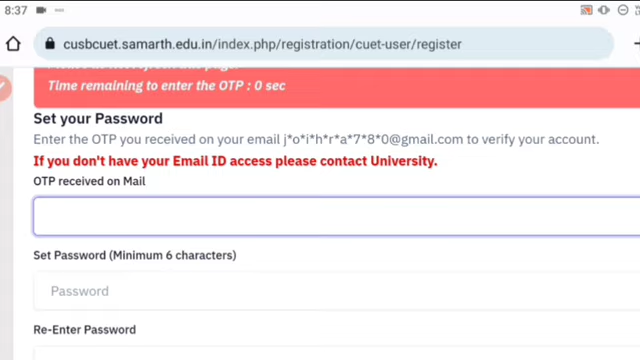 8:37
cusbcuet.samarth.edu.in/index.php/registration/cuet-user/register
Time remaining to enter the OTP : 0 sec
Set your Password
Enter the OTP you received on your email j*o*i*h*r*a*7*8*0@gmail.com to verify your account.
If you don't have your Email ID access please contact University.
OTP received on Mail
Set Password (Minimum 6 characters)
Password
Re-Enter Password